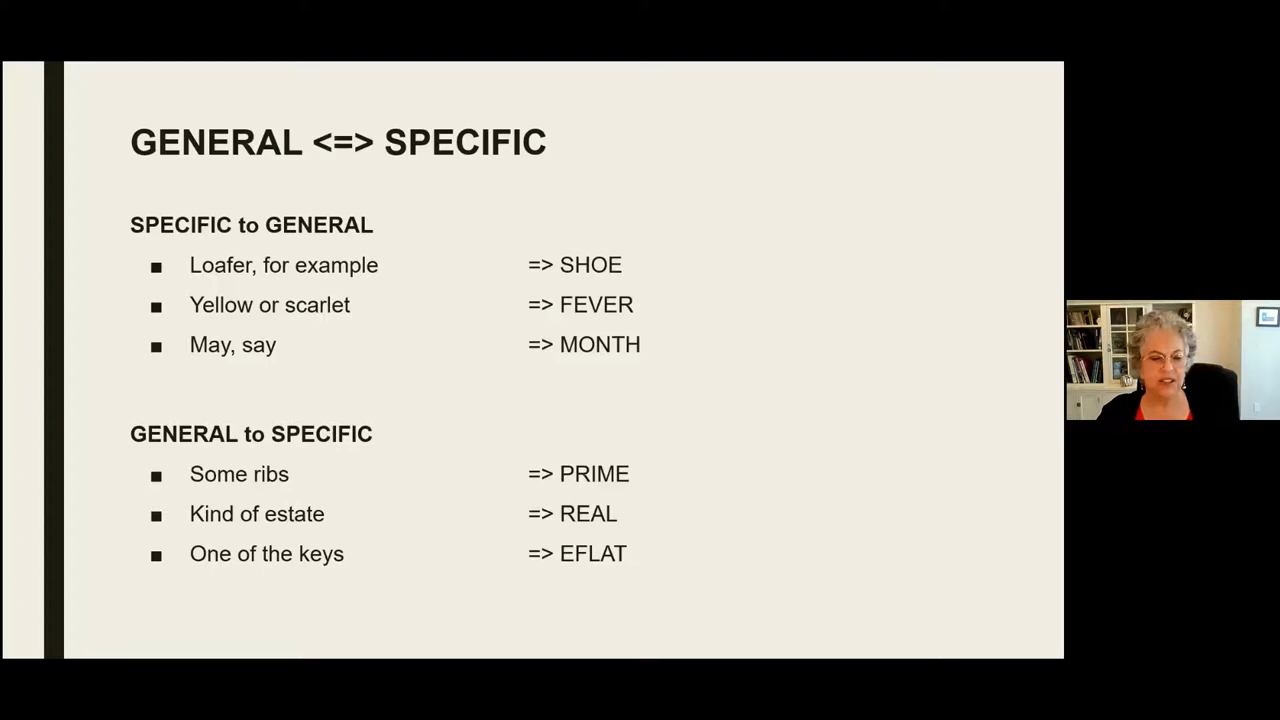 GENERAL <=> SPECIFIC
SPECIFIC to GENERAL
■ Loafer, for example => SHOE
■ Yellow or scarlet => FEVER
■ May, say => MONTH
GENERAL to SPECIFIC
■ Some ribs => PRIME
■ Kind of estate => REAL
■ One of the keys => EFLAT